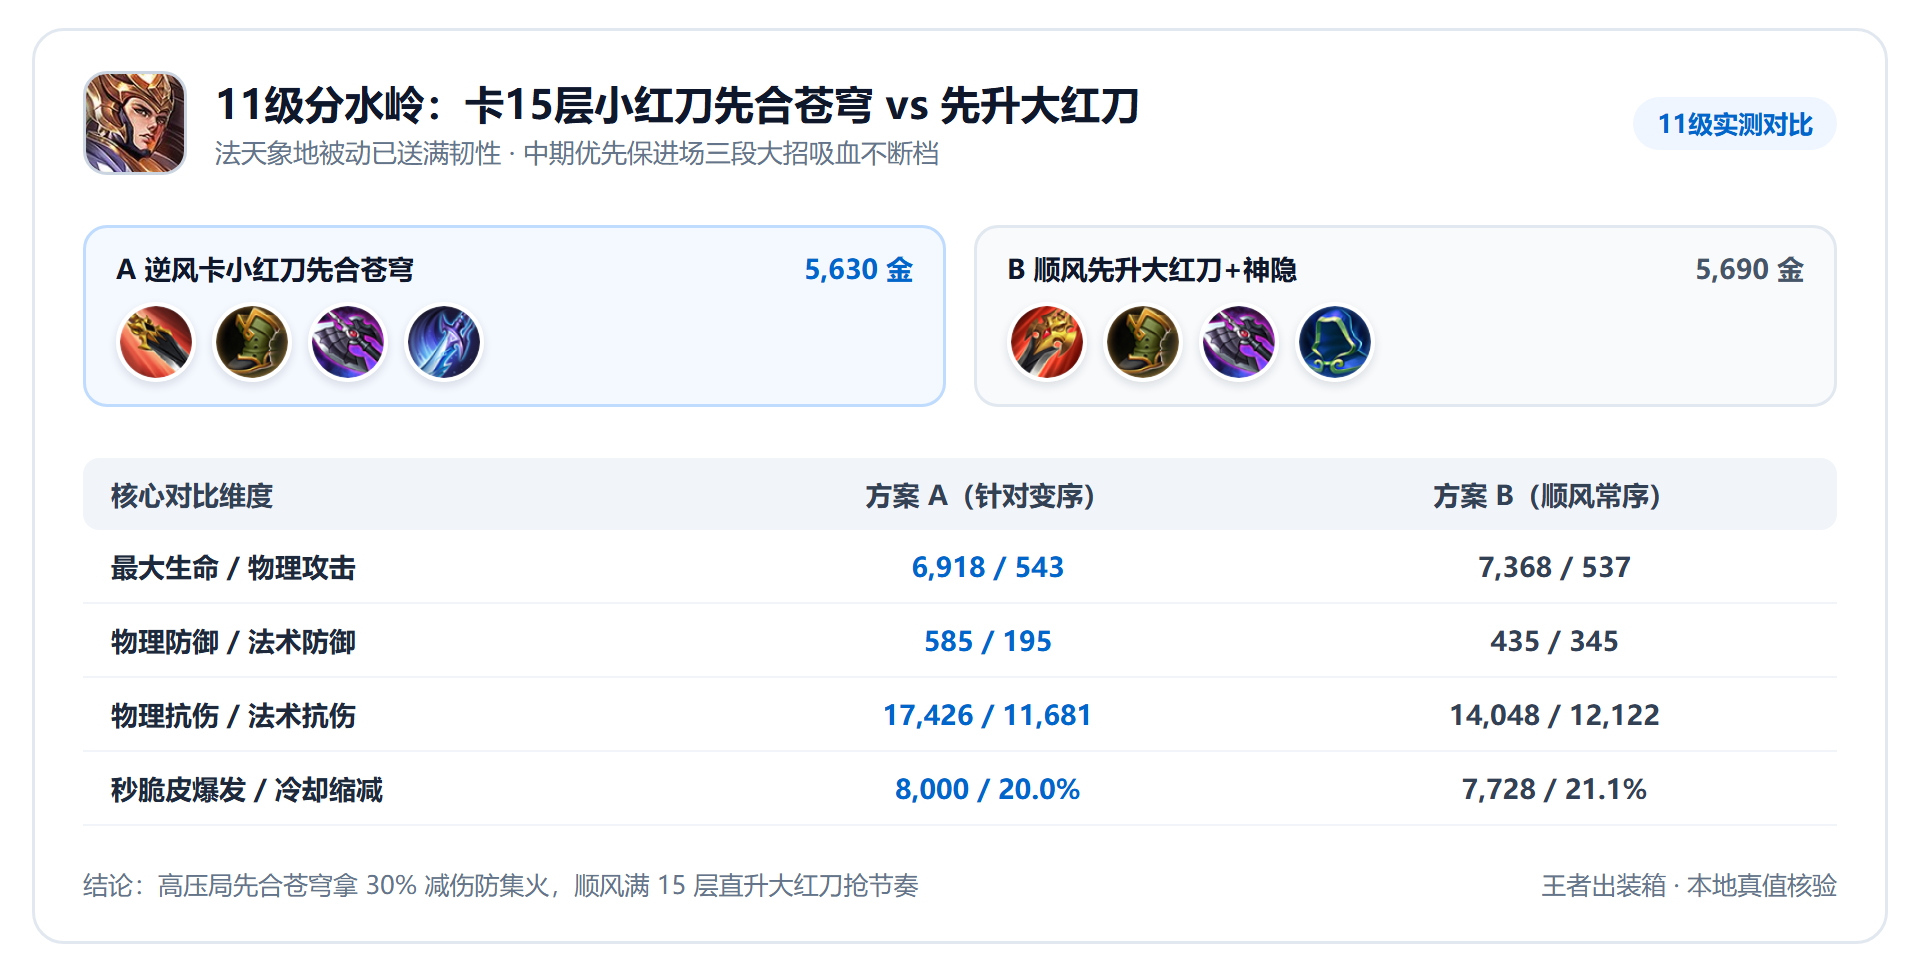 11级分水岭：卡15层小红刀先合苍穹 vs 先升大红刀
法天象地被动已送满韧性 · 中期优先保进场三段大招吸血不断档
11级实测对比
A 逆风卡小红刀先合苍穹
5,630 金
B 顺风先升大红刀+神隐
5,690 金
核心对比维度
方案 A（针对变序）
方案 B（顺风常序）
最大生命 / 物理攻击
6,918 / 543
7,368 / 537
物理防御 / 法术防御
585 / 195
435 / 345
物理抗伤 / 法术抗伤
17,426 / 11,681
14,048 / 12,122
秒脆皮爆发 / 冷却缩减
8,000 / 20.0%
7,728 / 21.1%
结论：高压局先合苍穹拿 30% 减伤防集火，顺风满 15 层直升大红刀抢节奏
王者出装箱 · 本地真值核验